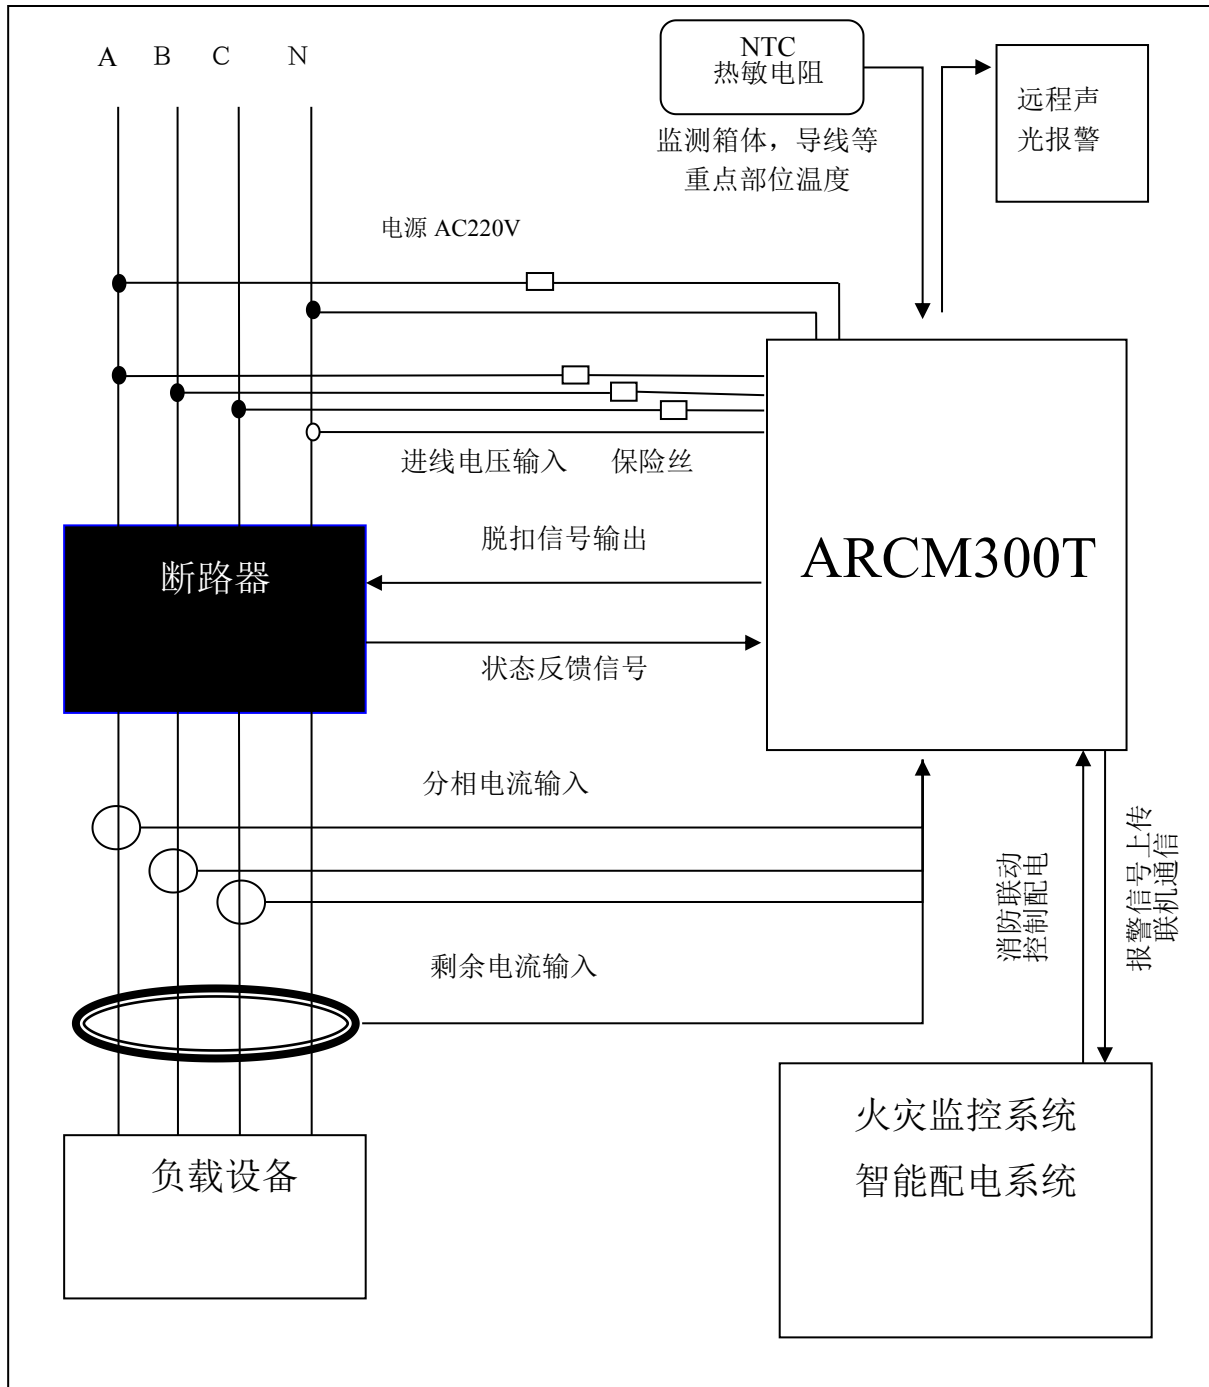 A B C N
NTC
热敏电阻
监测箱体，导线等
重点部位温度
远程声
光报警
电源 AC220V
进线电压输入 保险丝
脱扣信号输出
断路器
ARCM300T
状态反馈信号
分相电流输入
消防联动
控制配电
报警信号上传
联机通信
剩余电流输入
负载设备
火灾监控系统
智能配电系统